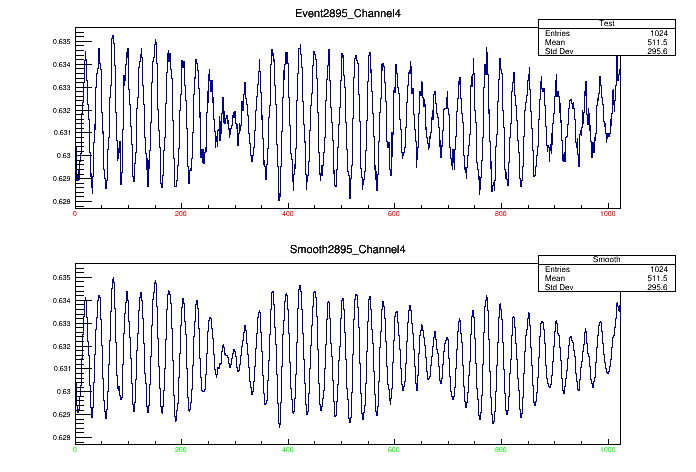 Event2895_Channel4
Test
Entries 1024
Mean 511.5
Std Dev 295.6
0.635
0.634
0.633
0.632
0.631
0.63
0.629
0.628
0 200 400 600 800 1000
Smooth2895_Channel4
Smooth
Entries 1024
Mean 511.5
Std Dev 295.6
0.635
0.634
0.633
0.632
0.631
0.63
0.629
0.628
0 200 400 600 800 1000